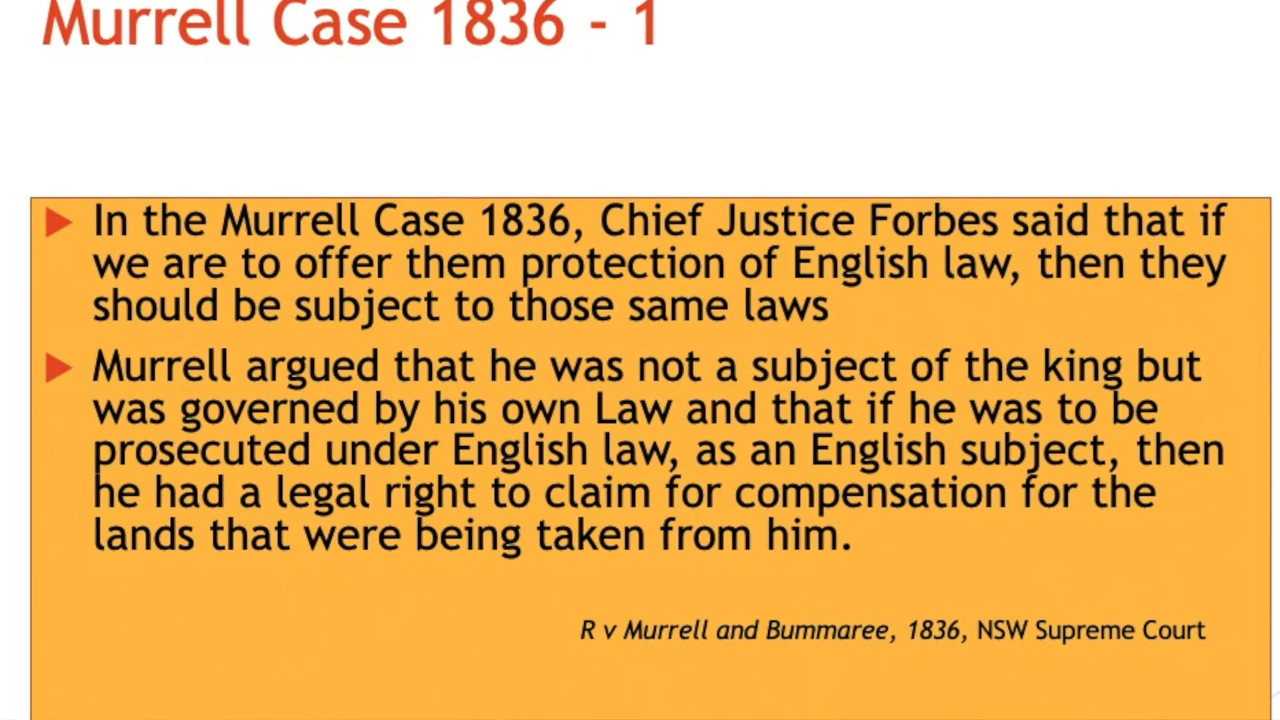 Murrell Case 1836 - 1
In the Murrell Case 1836, Chief Justice Forbes said that if
we are to offer them protection of English law, then they
should be subject to those same laws
Murrell argued that he was not a subject of the king but
was governed by his own Law and that if he was to be
prosecuted under English law, as an English subject, then
he had a legal right to claim for compensation for the
lands that were being taken from him.
R v Murrell and Bummaree, 1836, NSW Supreme Court